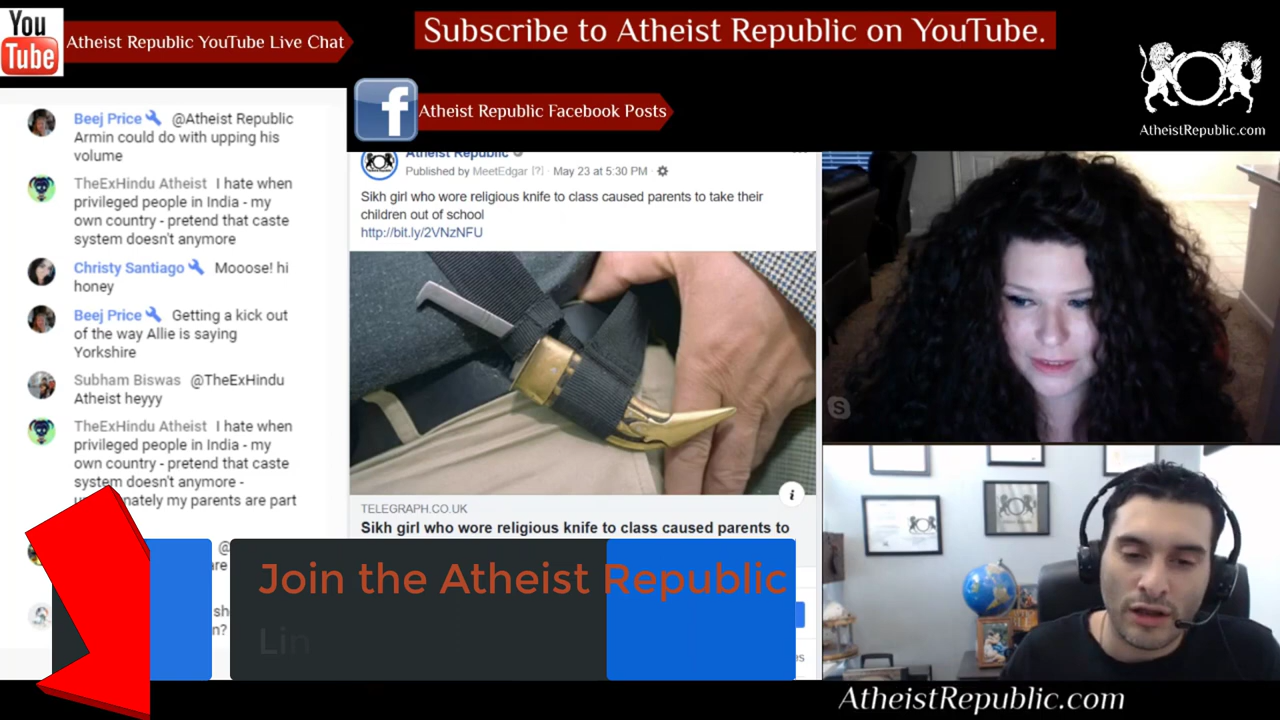 You
Tube
Atheist Republic YouTube Live Chat
Subscribe to Atheist Republic on YouTube.
AtheistRepublic.com
Atheist Republic Facebook Posts
Beej Price @Atheist Republic
Armin could do with upping his
volume
TheExHindu Atheist I hate when
privileged people in India - my
own country - pretend that caste
system doesn't anymore
Christy Santiago Mooose! hi
honey
Beej Price Getting a kick out
of the way Allie is saying
Yorkshire
Subham Biswas @TheExHindu
Atheist heyyy
TheExHindu Atheist I hate when
privileged people in India - my
own country - pretend that caste
system doesn't anymore -
my parents are part
Atheist Republic
Published by MeetEdgar [?] · May 23 at 5:30 PM ·
Sikh girl who wore religious knife to class caused parents to take their
children out of school
http://bit.ly/2VNzNFU
TELEGRAPH.CO.UK
Sikh girl who wore religious knife to class caused parents to
Join the Atheist Republic
Lin
AtheistRepublic.com